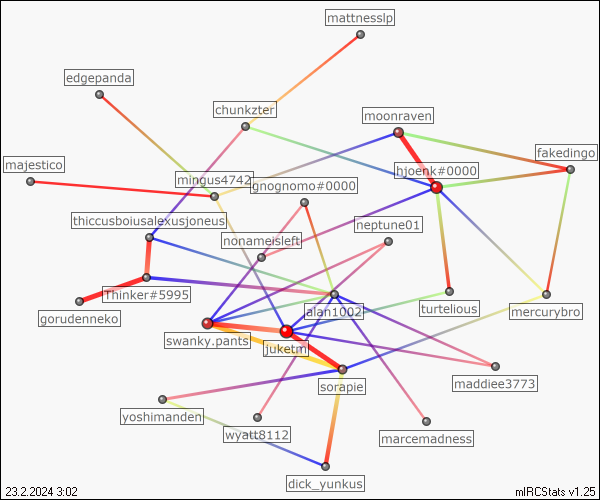 mattnesslp
edgepanda
chunkzter
moonraven
fakedingo
majestico
mingus4742
hjoenk#0000
gnognomo#0000
thiccusboiusalexusjoneus
neptune01
nonameisleft
Thinker#5995
gorudenneko
alan1002
turtelious
mercurybro
swanky.pants
juketm
sorapie
maddiee3773
yoshimanden
wyatt8112
marcemadness
dick_yunkus
23.2.2024 3:02
mIRCStats v1.25